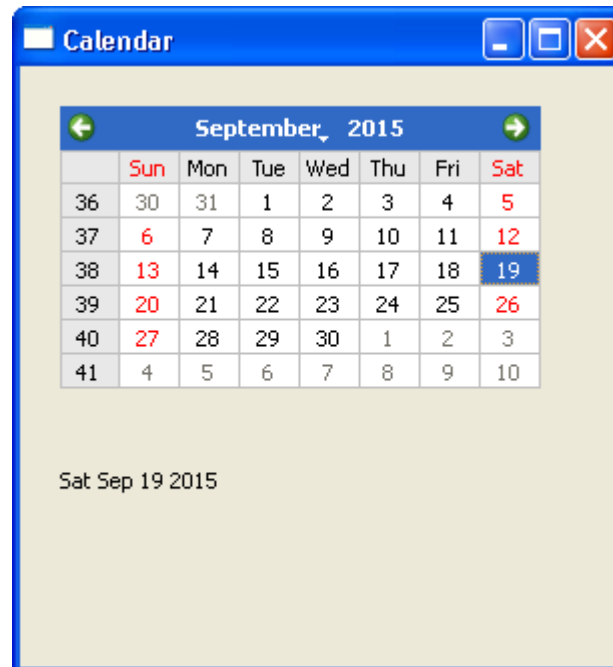 Calendar
September 2015
Sun Mon Tue Wed Thu Fri Sat
36 30 31 1 2 3 4 5
37 6 7 8 9 10 11 12
38 13 14 15 16 17 18 19
39 20 21 22 23 24 25 26
40 27 28 29 30 1 2 3
41 4 5 6 7 8 9 10
Sat Sep 19 2015